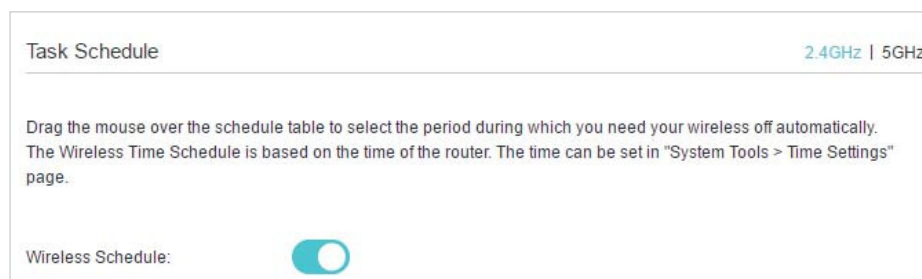 Task Schedule 2.4GHz | 5GHz
Drag the mouse over the schedule table to select the period during which you need your wireless off automatically.
The Wireless Time Schedule is based on the time of the router. The time can be set in "System Tools > Time Settings"
page.
Wireless Schedule: